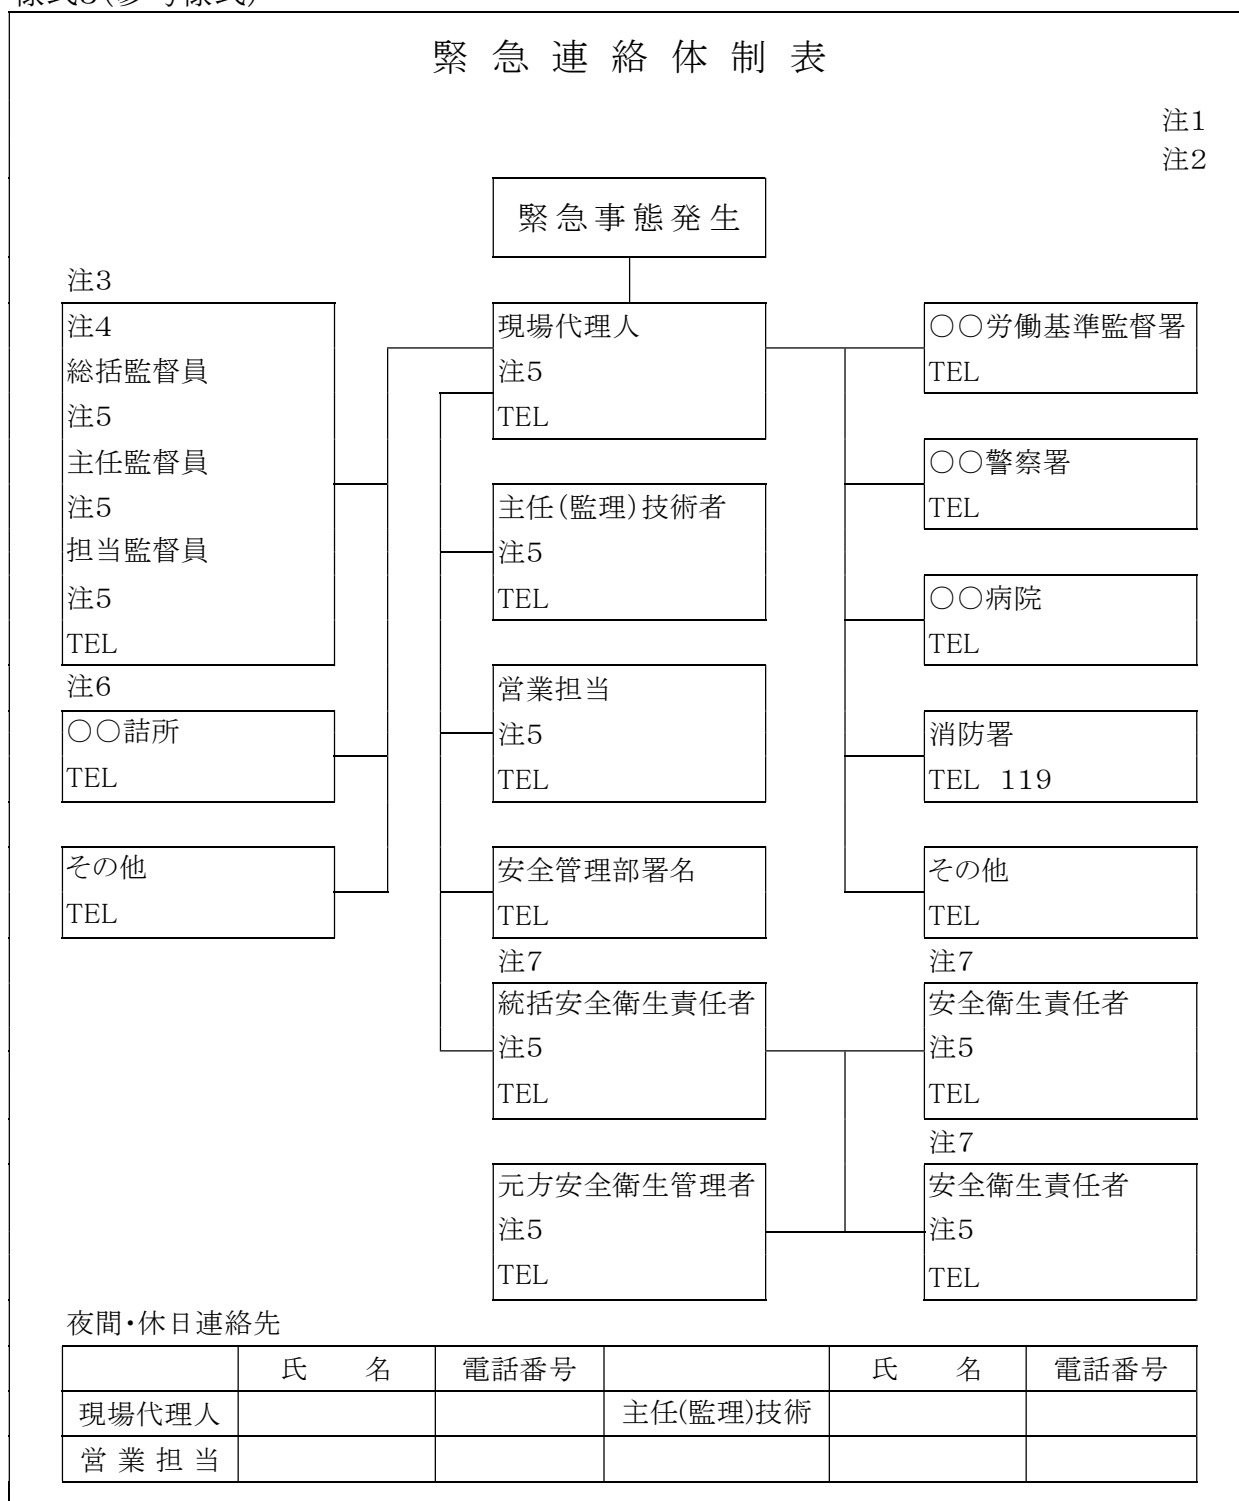 緊急連絡体制表
注1
注2
緊急事態発生
注3
注4
総括監督員
注5
主任監督員
注5
担当監督員
注5
TEL
注6
○○詰所
TEL
その他
TEL
現場代理人
注5
TEL
主任(監理)技術者
注5
TEL
営業担当
注5
TEL
安全管理部署名
TEL
注7
統括安全衛生責任者
注5
TEL
元方安全衛生管理者
注5
TEL
○○労働基準監督署
TEL
○○警察署
TEL
○○病院
TEL
消防署
TEL 119
その他
TEL
注7
安全衛生責任者
注5
TEL
注7
安全衛生責任者
注5
TEL
夜間・休日連絡先
氏 名 電話番号 氏 名 電話番号
現場代理人 主任(監理)技術
営業担当